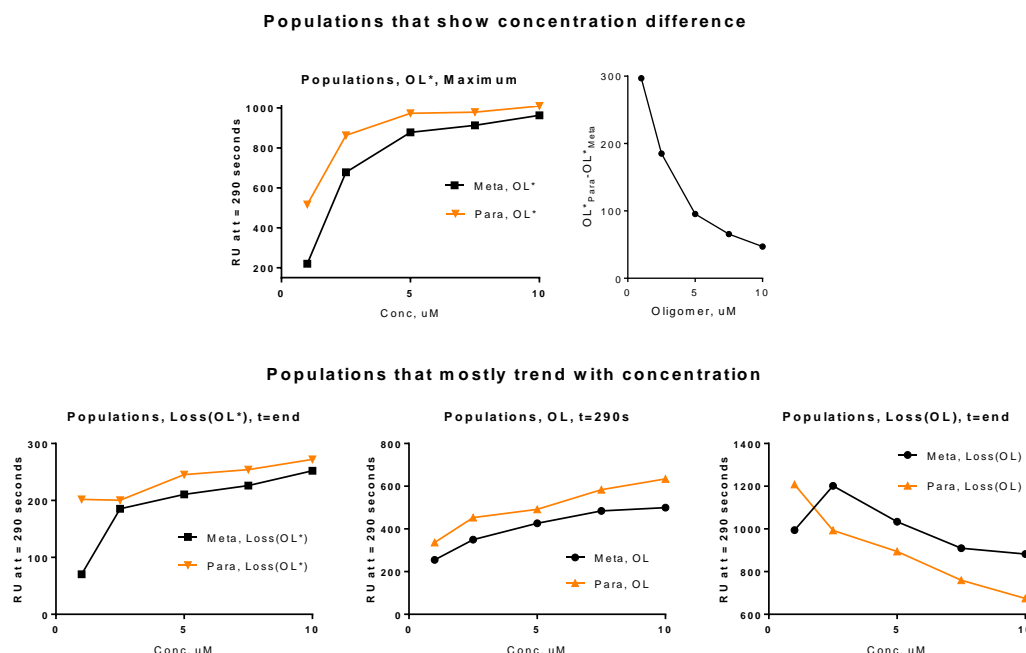 Populations that show concentration difference
Populations, OL*, Maximum
RU at t = 290 seconds
1000
800
600
400
200
0
5
10
Conc, uM
Meta, OL*
Para, OL*
OL*Para-OL*Meta
300
200
100
0
0
5
10
Oligomer, uM
Populations that mostly trend with concentration
Populations, Loss(OL*), t=end
RU at t = 290 seconds
300
200
100
0
0
5
10
Conc, uM
Meta, Loss(OL*)
Para, Loss(OL*)
Populations, OL, t=290s
RU at t = 290 seconds
800
600
400
200
0
0
5
10
Conc, uM
Meta, OL
Para, OL
Populations, Loss(OL), t=end
RU at t = 290 seconds
1400
1200
1000
800
600
0
5
10
Conc, uM
Meta, Loss(OL)
Para, Loss(OL)